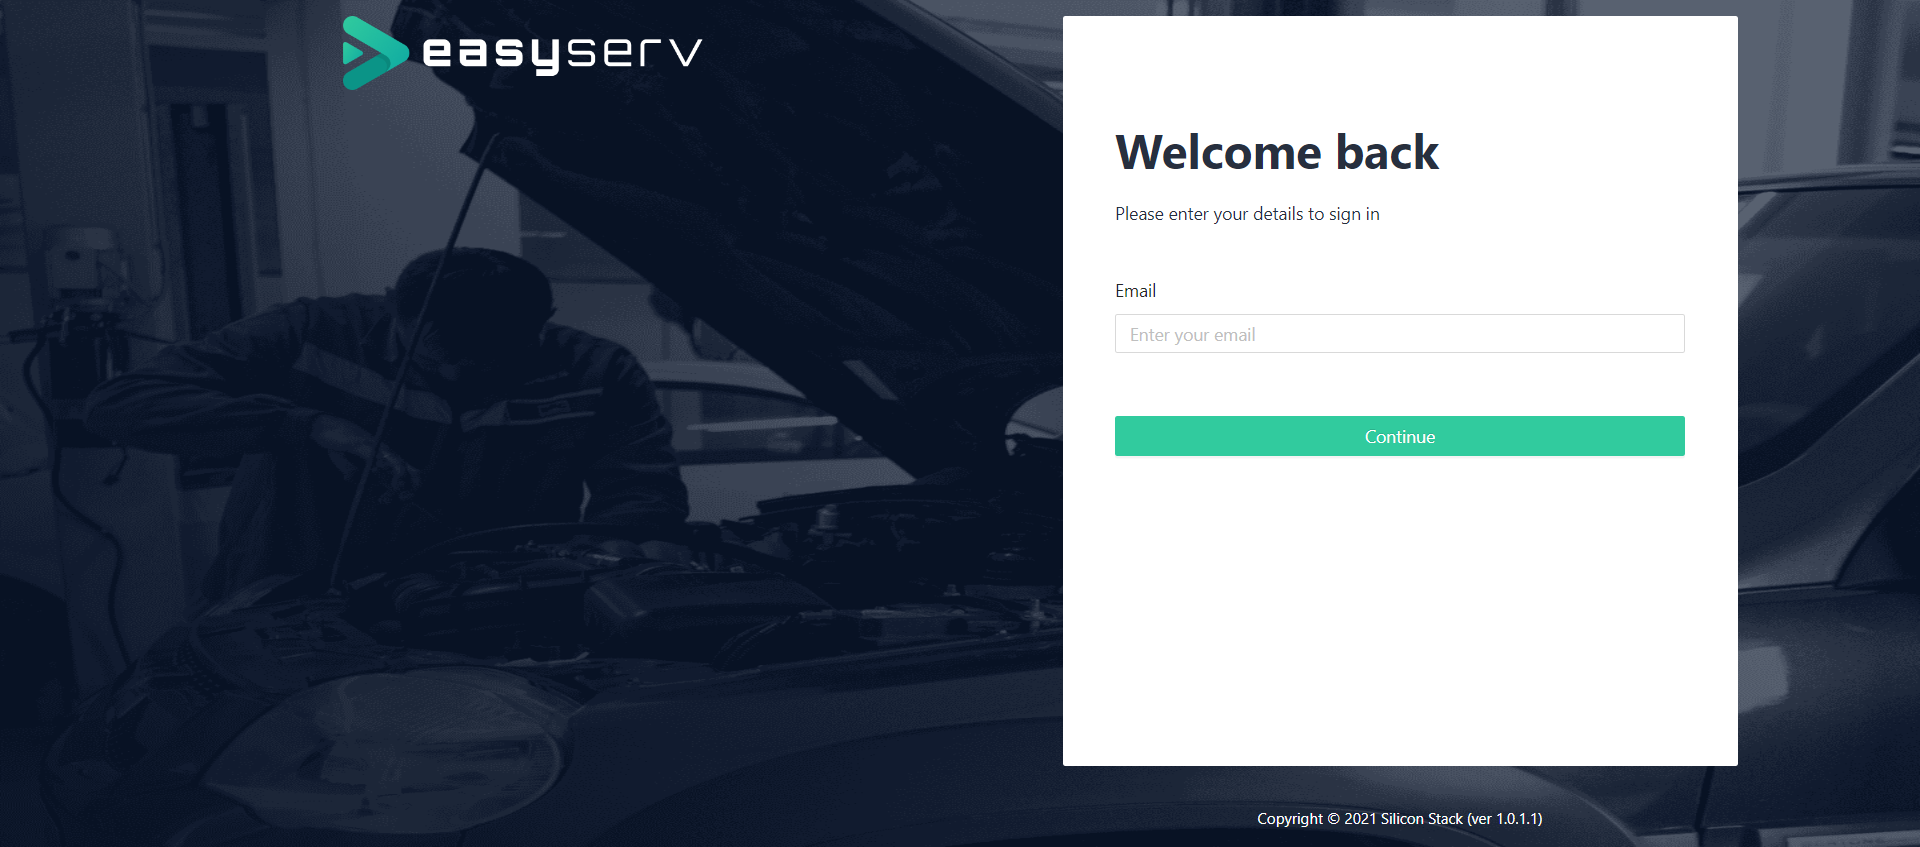 easyserv
Welcome back
Please enter your details to sign in
Email
Enter your email
Continue
Copyright © 2021 Silicon Stack (ver 1.0.1.1)